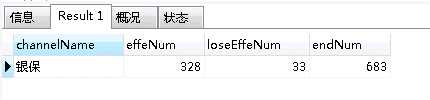 信息 Result 1 概况 状态
channelName effeNum loseEffeNum endNum
银保 328 33 683